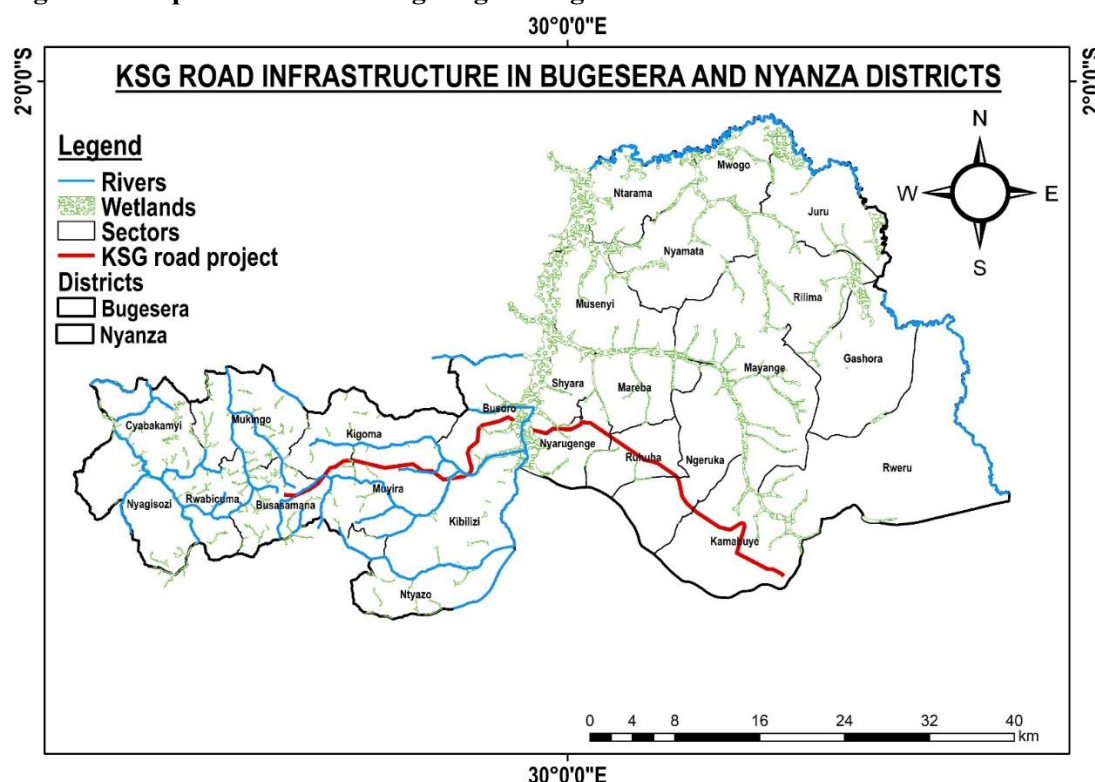 30°0'0"E
KSG ROAD INFRASTRUCTURE IN BUGESERA AND NYANZA DISTRICTS
2°0'0"S
2°0'0"S
Legend
Rivers
Wetlands
Sectors
KSG road project
Districts
Bugesera
Nyanza
N
W
E
S
Mwogo
Ntarama
Juru
Nyamata
Rilima
Musenyi
Gashora
Mayange
Shyara
Mareba
Busoro
Cyabakamyi
Mukingo
Kigoma
Nyarugenge
Ruhuha
Ngeruka
Rweru
Muyira
Nyagisozi
Rwabicuma
Busasamana
Kibilizi
Kamabuye
Ntyazo
0 2 4 8 16 24 32 40
km
30°0'0"E